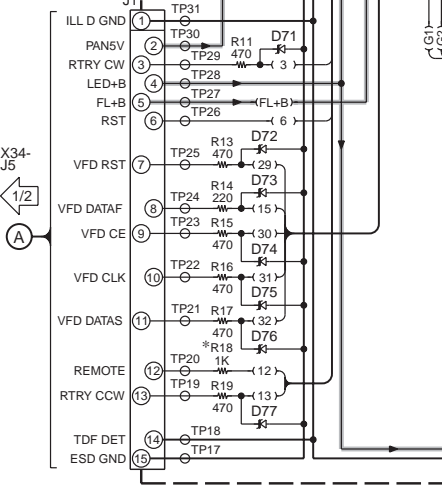 J1
ILL D GND 1 TP31
PAN5V 2 TP30
R11 D71
RTRY CW 3 TP29 470 3
LED+B 4 TP28
FL+B 5 TP27 FL+B
RST 6 TP26 6
D72
R13
VFD RST 7 TP25 470 29
D73
R14
VFD DATAF 8 TP24 220 15
VFD CE 9 TP23 R15 30
470 D74
VFD CLK 10 TP22 R16 31
470 D75
VFD DATAS 11 TP21 R17 32
470 D76
*R18
REMOTE 12 TP20 1K 12
RTRY CCW 13 TP19 R19 13
470 D77
TDF DET 14 TP18
ESD GND 15 TP17
X34-
J5
1/2
A
G1
G2